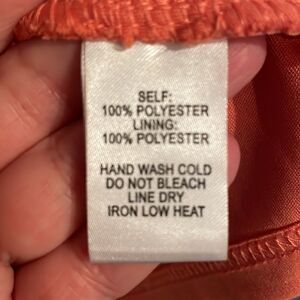 SELF:
100% POLYESTER
LINING:
100% POLYESTER
HAND WASH COLD
DO NOT BLEACH
LINE DRY
IRON LOW HEAT